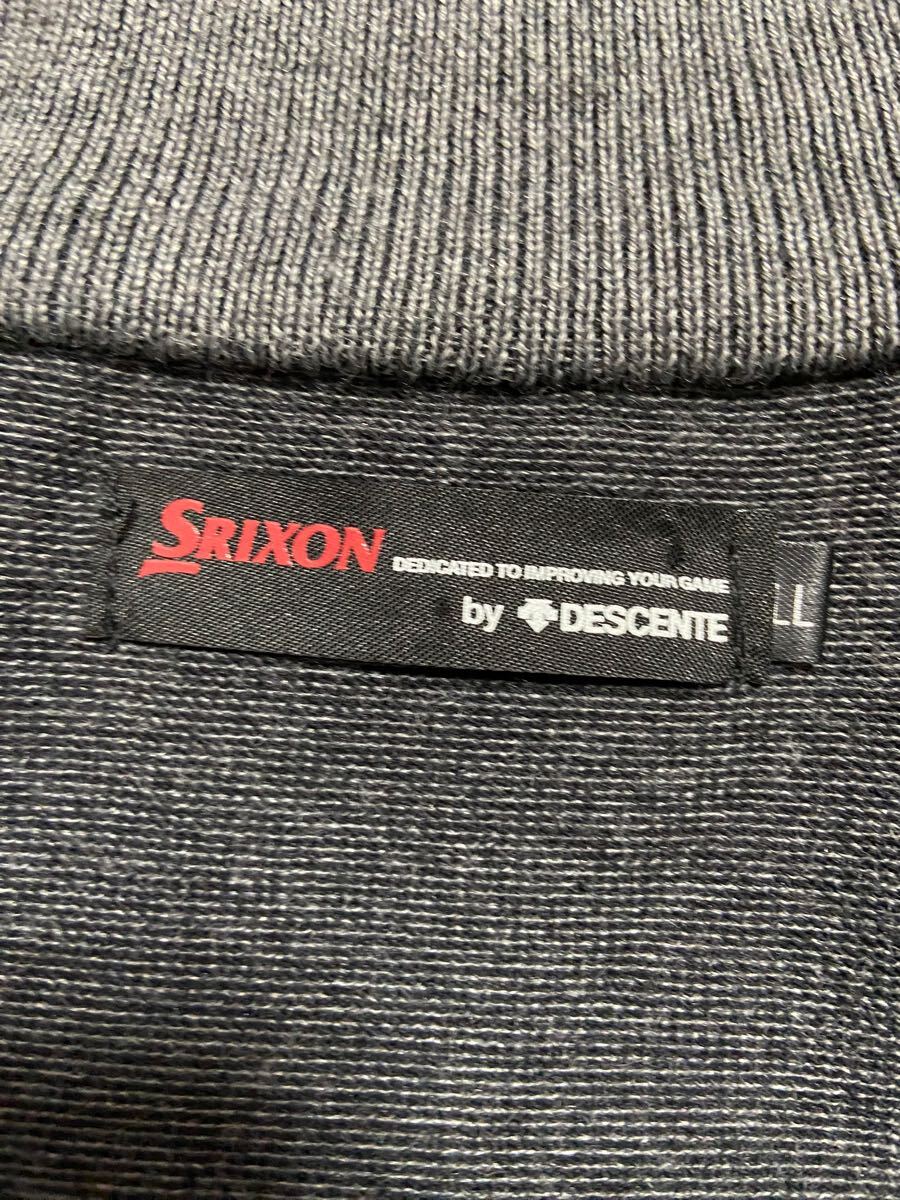 SRIXON
DEDICATED TO IMPROVING YOUR GAME
by DESCENTE
LL